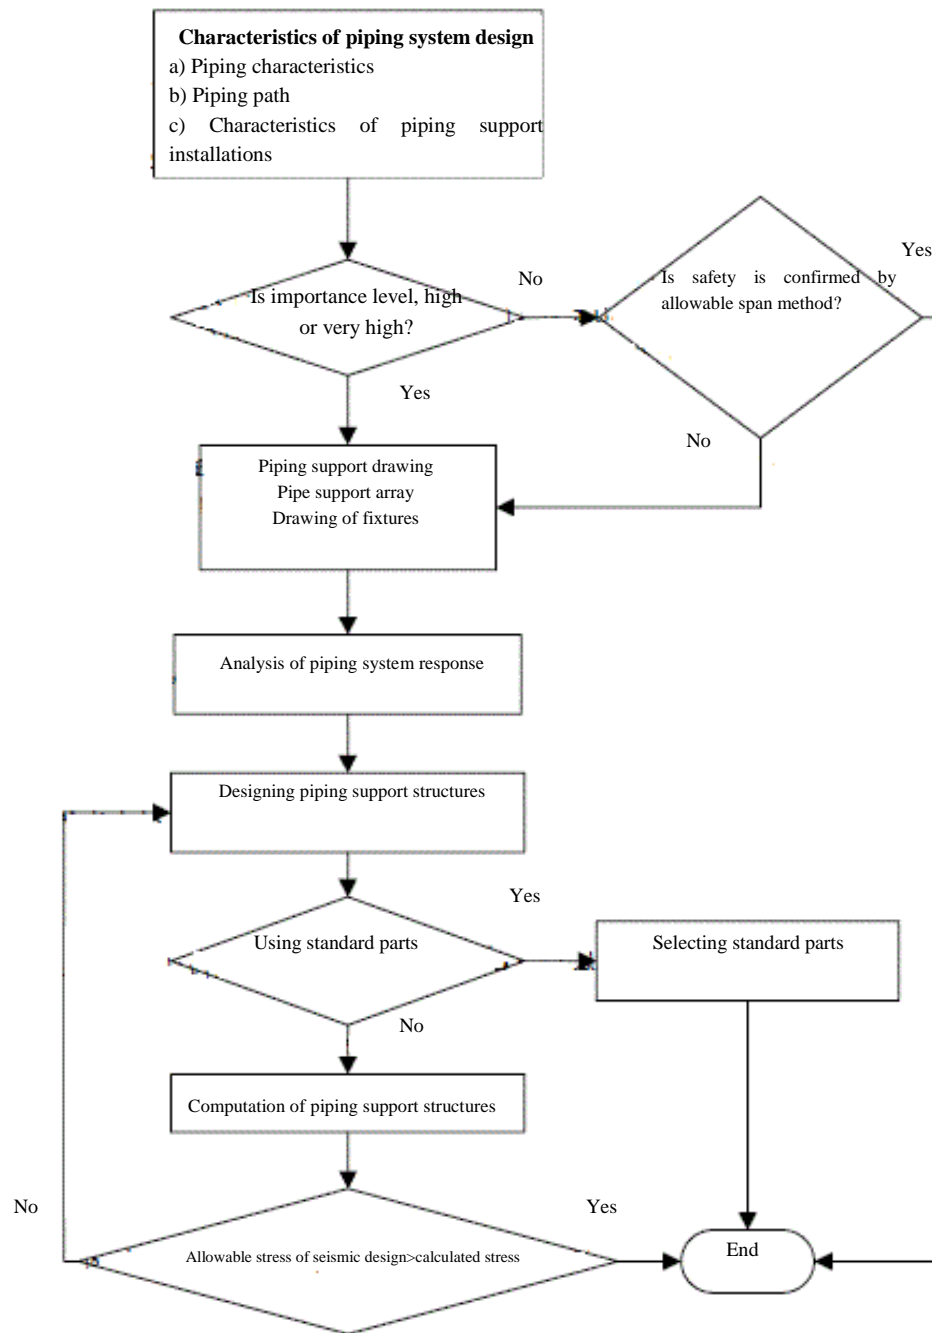 Characteristics of piping system design
a) Piping characteristics
b) Piping path
c) Characteristics of piping support
installations
Yes
No
Is safety is confirmed by
allowable span method?
Is importance level, high
or very high?
Yes
No
Piping support drawing
Pipe support array
Drawing of fixtures
Analysis of piping system response
Designing piping support structures
Yes
Using standard parts
Selecting standard parts
No
Computation of piping support structures
No
Yes
Allowable stress of seismic design>calculated stress
End